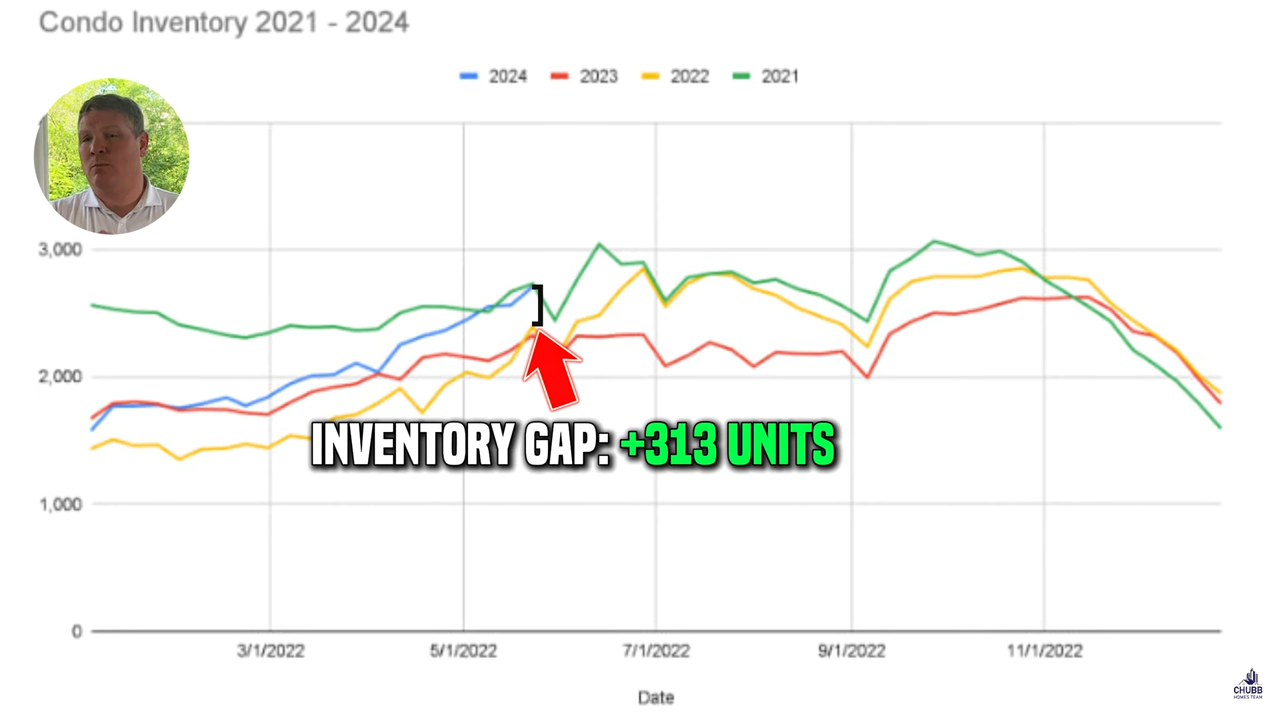 Condo Inventory 2021 - 2024
2024 2023 2022 2021
3,000
2,000
INVENTORY GAP: +313 UNITS
1,000
0
3/1/2022 5/1/2022 7/1/2022 9/1/2022 11/1/2022
Date
CHUBB
HOMES TEAM